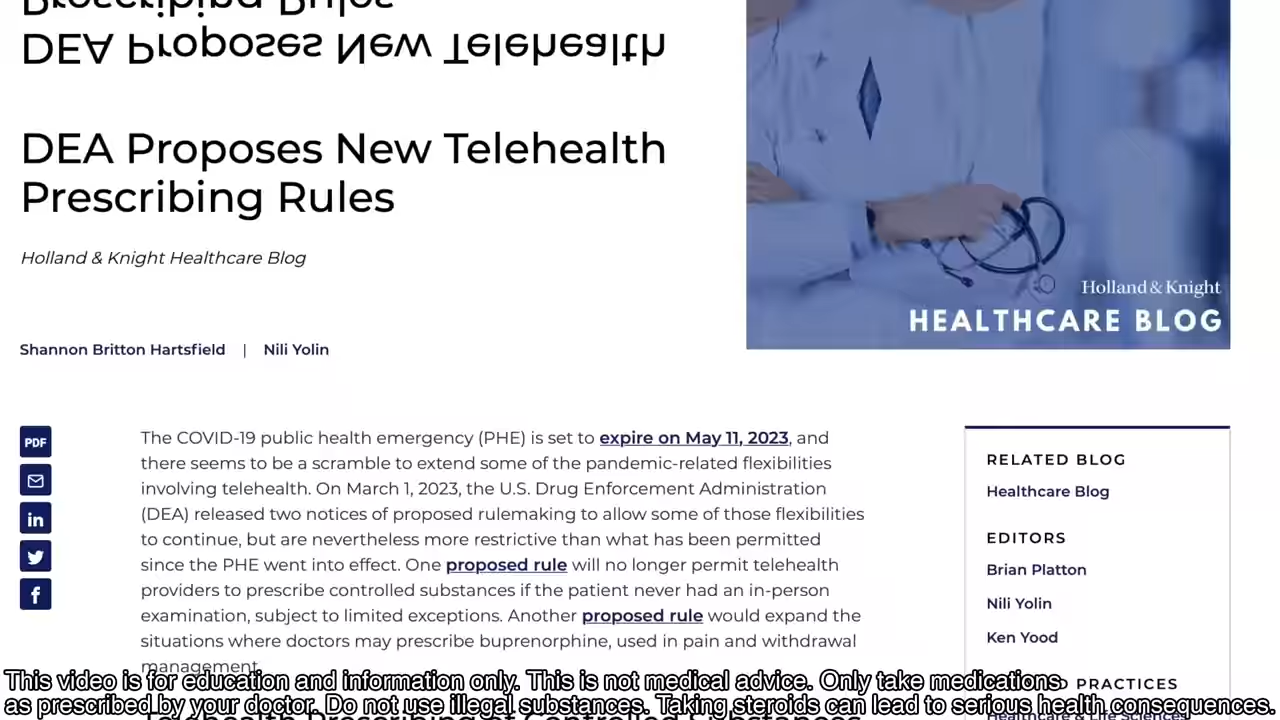 Prescribing Rules
DEA Proposes New Telehealth
DEA Proposes New Telehealth
Prescribing Rules
Holland & Knight Healthcare Blog
Holland & Knight
HEALTHCARE BLOG
Shannon Britton Hartsfield | Nili Yolin
PDF
The COVID-19 public health emergency (PHE) is set to expire on May 11, 2023, and
there seems to be a scramble to extend some of the pandemic-related flexibilities
involving telehealth. On March 1, 2023, the U.S. Drug Enforcement Administration
(DEA) released two notices of proposed rulemaking to allow some of those flexibilities
to continue, but are nevertheless more restrictive than what has been permitted
since the PHE went into effect. One proposed rule will no longer permit telehealth
providers to prescribe controlled substances if the patient never had an in-person
examination, subject to limited exceptions. Another proposed rule would expand the
situations where doctors may prescribe buprenorphine, used in pain and withdrawal
management.
RELATED BLOG
Healthcare Blog
EDITORS
Brian Platton
Nili Yolin
Ken Yood
PRACTICES
This video is for education and information only. This is not medical advice. Only take medications
as prescribed by your doctor. Do not use illegal substances. Taking steroids can lead to serious health consequences.
Telehealth Prescribing of Controlled Substances